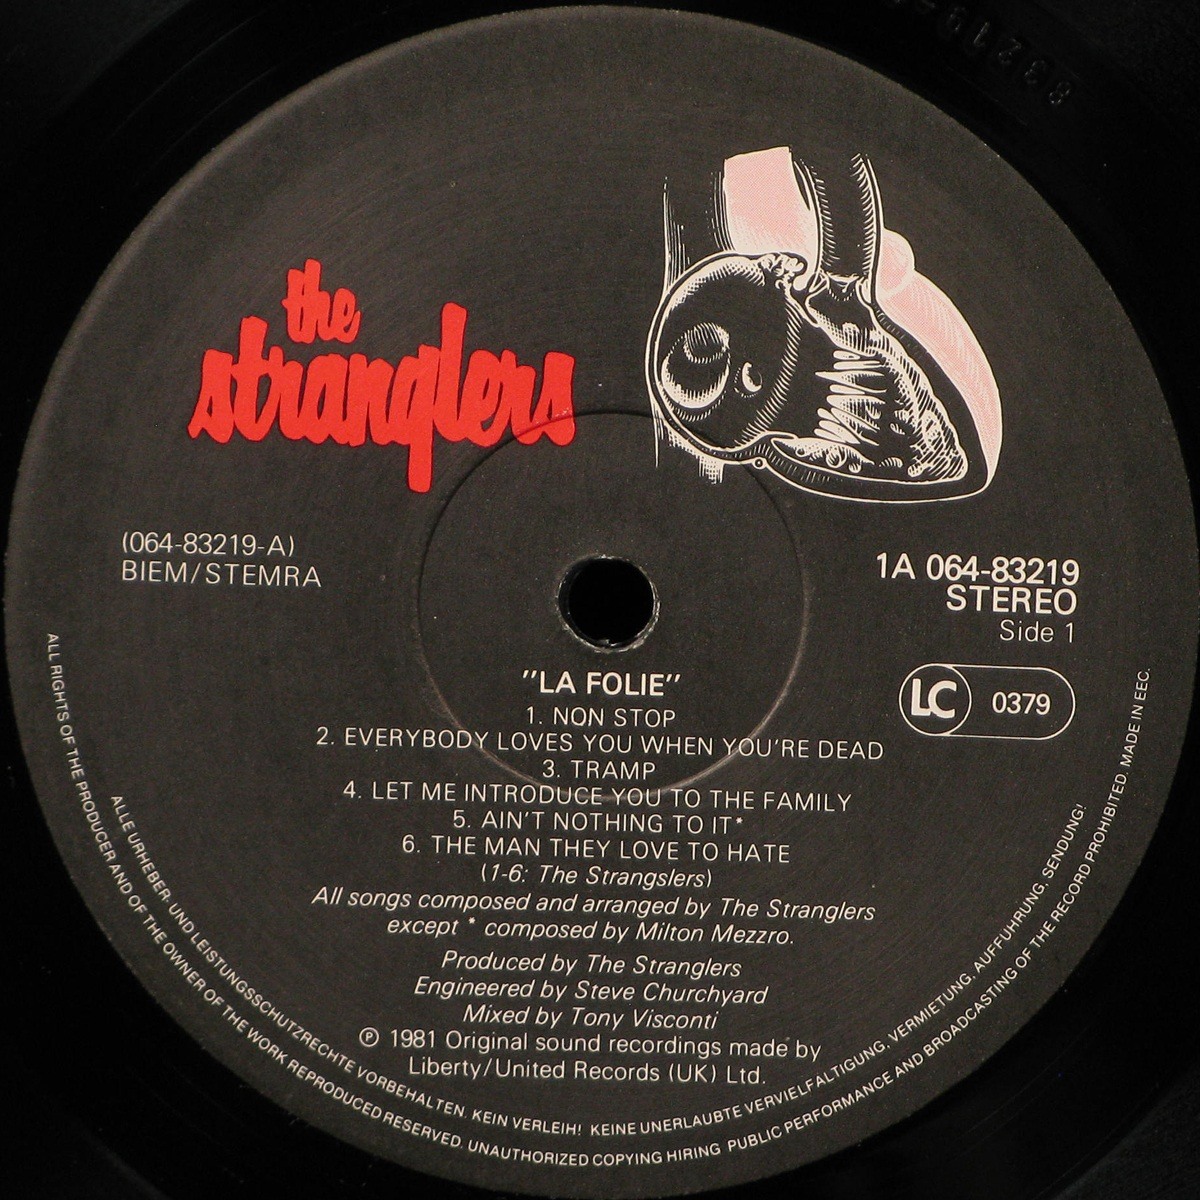 83219
the
stranglers
(064-83219-A)
BIEM/STEMRA
1A 064-83219
STEREO
Side 1
LC 0379
"LA FOLIE"
1. NON STOP
2. EVERYBODY LOVES YOU WHEN YOU'RE DEAD
3. TRAMP
4. LET ME INTRODUCE YOU TO THE FAMILY
5. AIN'T NOTHING TO IT*
6. THE MAN THEY LOVE TO HATE
(1-6: The Strangslers)
All songs composed and arranged by The Stranglers
except * composed by Milton Mezzro.
Produced by The Stranglers
Engineered by Steve Churchyard
Mixed by Tony Visconti
℗ 1981 Original sound recordings made by
Liberty/United Records (UK) Ltd.
ALLE URHEBER- UND LEISTUNGSSCHUTZRECHTE VORBEHALTEN. KEIN VERLEIH! KEINE UNERLAUBTE VERVIELFALTIGUNG. VERMIETUNG. AUFFUHRUNG. SENDUNG!
ALL RIGHTS OF THE PRODUCER AND OF THE OWNER OF THE WORK REPRODUCED RESERVED. UNAUTHORIZED COPYING HIRING PUBLIC PERFORMANCE AND BROADCASTING OF THE RECORD PROHIBITED. MADE IN EEC.